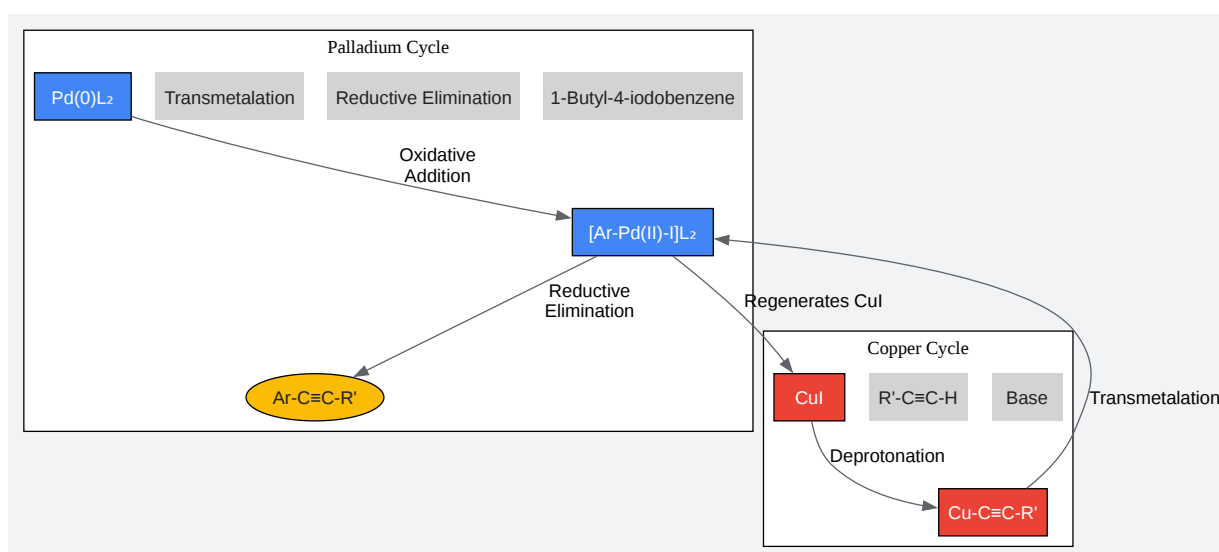 Palladium Cycle
Pd(0)L₂
Transmetalation
Reductive Elimination
1-Butyl-4-iodobenzene
Oxidative
Addition
[Ar-Pd(II)-I]L₂
Reductive
Elimination
Regenerates CuI
Ar-C≡C-R'
Copper Cycle
CuI
R'-C≡C-H
Base
Transmetalation
Deprotonation
Cu-C≡C-R'